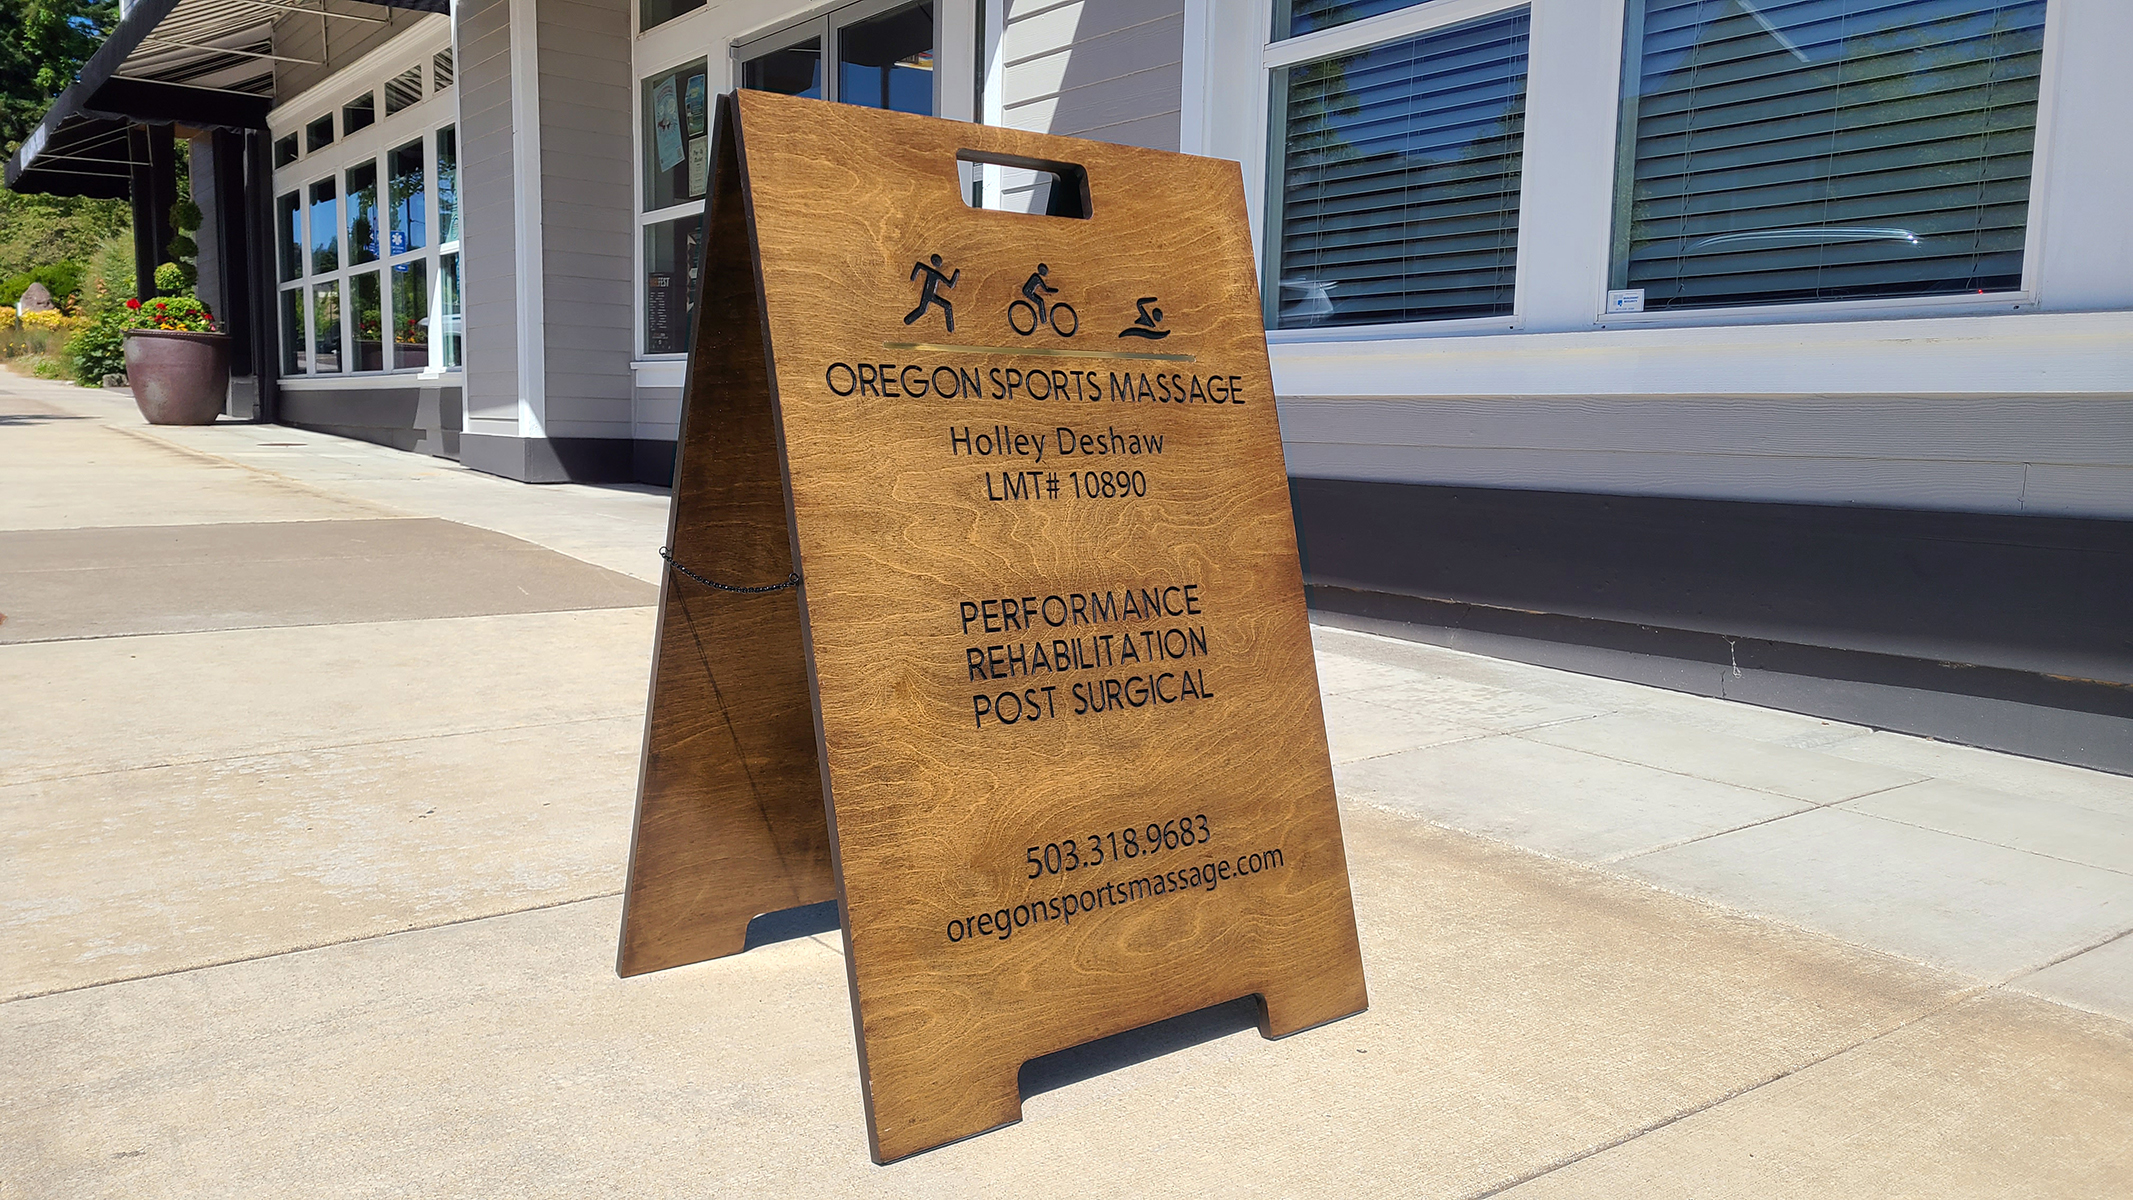 OREGON SPORTS MASSAGE
Holley Deshaw
LMT# 10890
PERFORMANCE
REHABILITATION
POST SURGICAL
503.318.9683
oregonsportsmassage.com